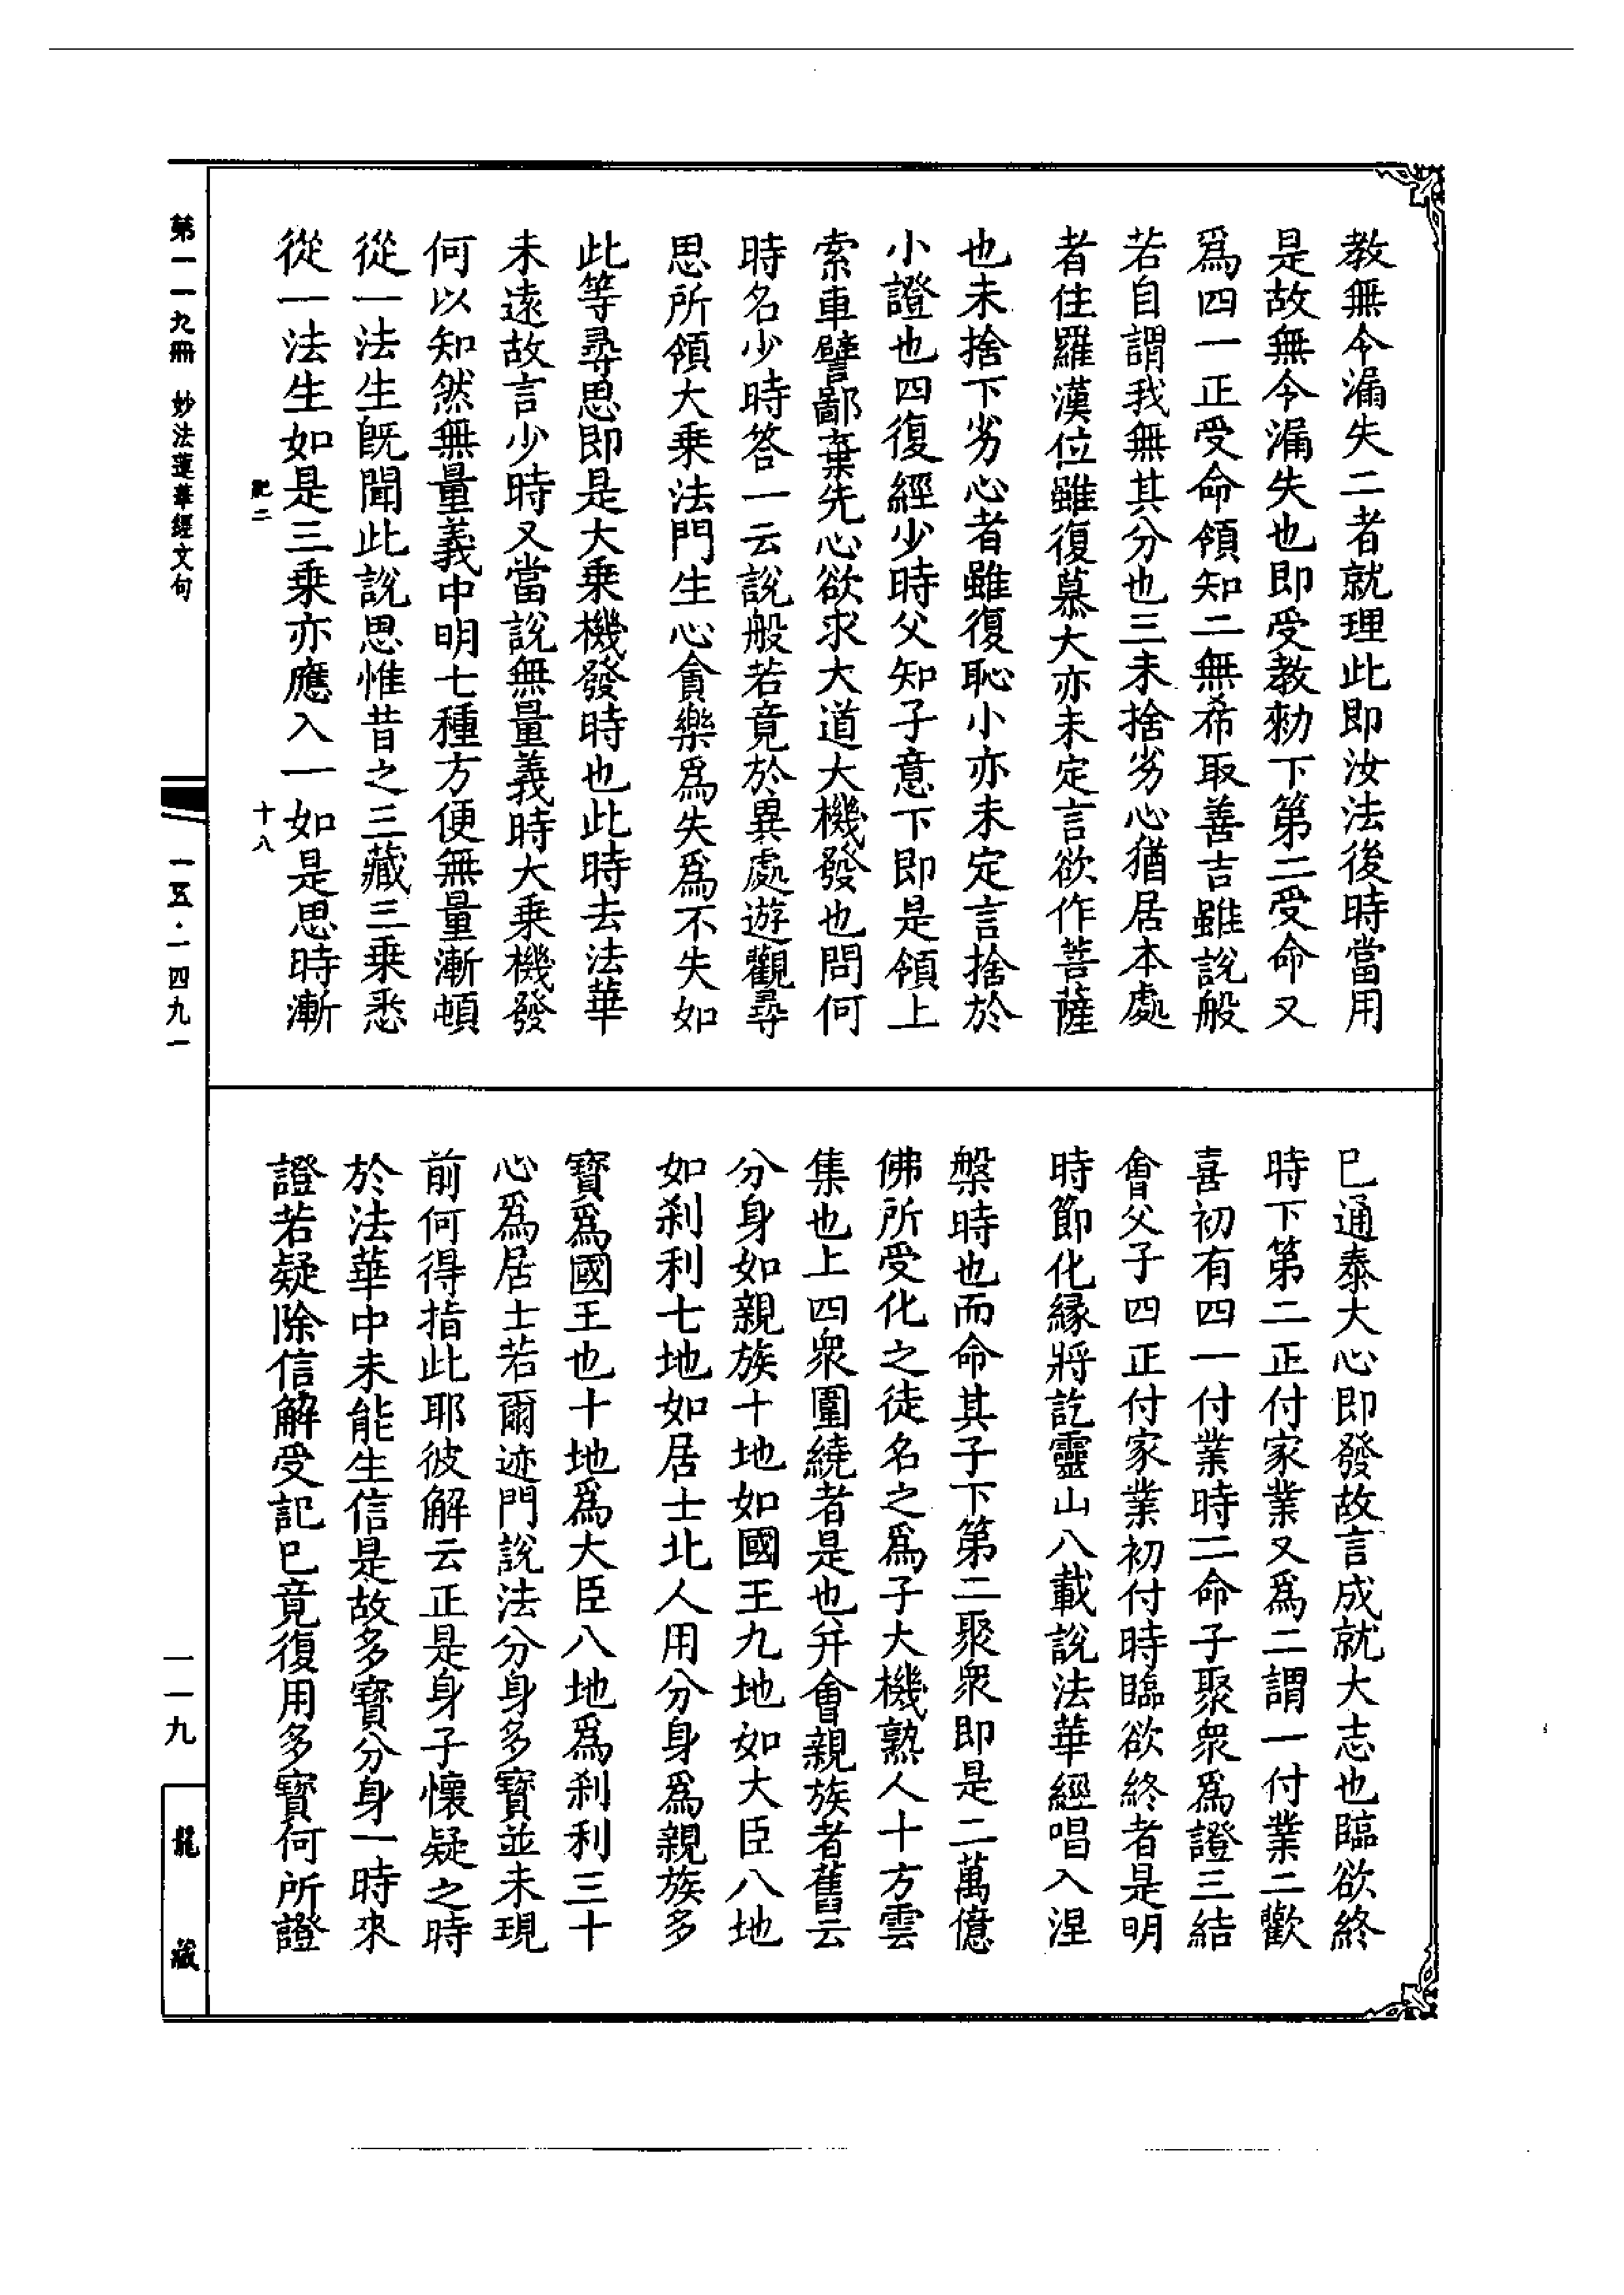 教無今漏失二者就理此即汝法後時當用
是故無今漏失也即受教勑下第二受命又
爲四一正受命領知二無希取善吉雖說般
若自謂我無其分也三未捨劣心猶居本處
者住羅漢位雖復慕大亦未定言欲作菩薩
也未捨下劣心者雖復恥小亦未定言捨於
小證也四復經少時父知子意下即是領上
索車譬鄙棄先心欲求大道大機發也問何
時名少時答一云說般若竟於異處遊觀尋
思所領大乗法門生心貪樂爲失爲不失如
此等尋思即是大乗機發時也此時去法華
未遠故言少時又當說無量義時大乗機發
何以知然無量義中明七種方便無量漸頓
從一法生旣聞此說思惟昔之三藏三乗悉
從一法生如是三乗亦應入一如是思時漸
記二
十八
已通泰大心即發故言成就大志也臨欲終
時下第二正付家業又爲二謂一付業二歡
喜初有四一付業時二命子聚衆爲證三結
會父子四正付家業初付時臨欲終者是明
時節化縁將訖靈山八載說法華經唱入涅
槃時也而命其子下第二聚衆即是二萬億
佛所受化之徒名之爲子大機熟人十方雲
集也上四衆圍繞者是也并會親族者舊云
分身如親族十地如國王九地如大臣八地
如刹利七地如居士北人用分身爲親族多
寳爲國王也十地爲大臣八地爲刹利三十
心爲居士若爾迹門說法分身多寳並未現
前何得指此耶彼解云正是身子懷疑之時
於法華中未能生信是故多寳分身一時來
證若疑除信解受記已竟復用多寳何所證
第一一九冊 妙法蓮華經文句
一五·一四九一
一一九
龍藏